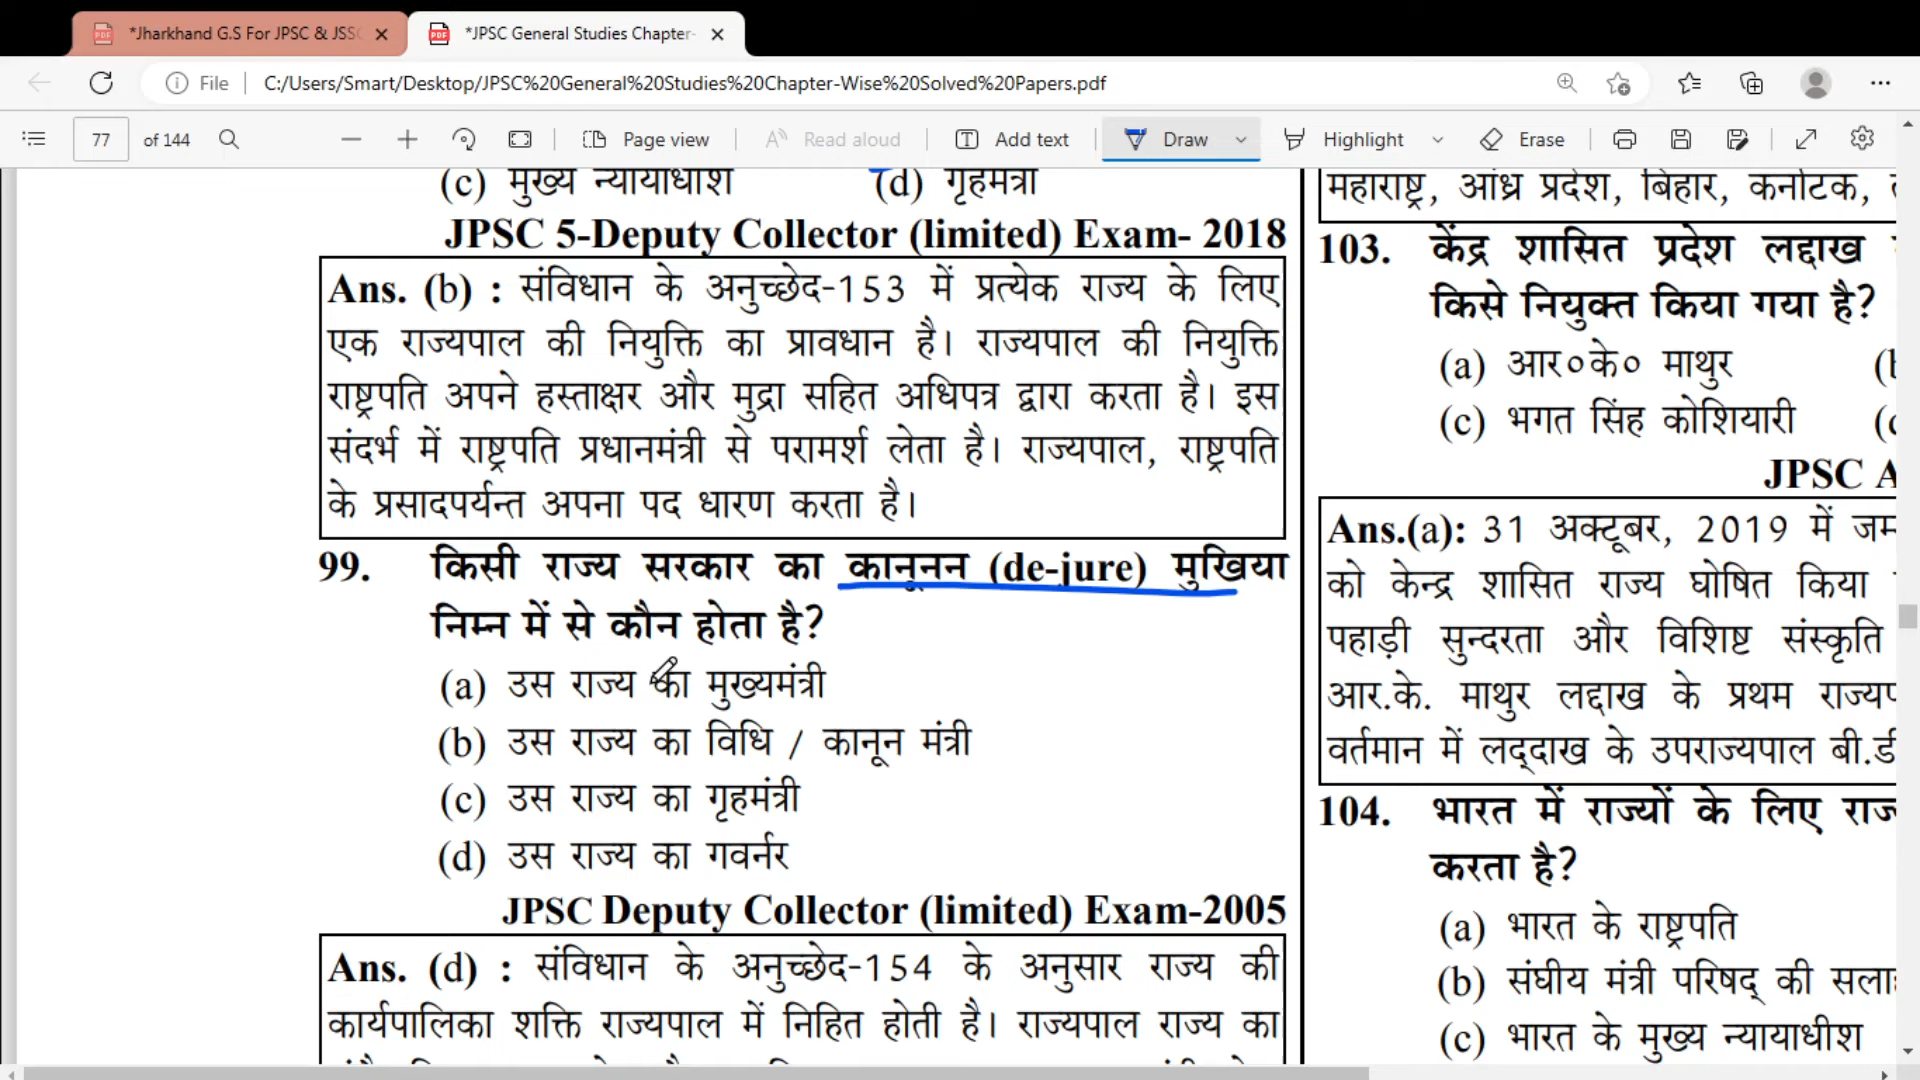 *Jharkhand G.S For JPSC & JSSC
*JPSC General Studies Chapter-
File C:/Users/Smart/Desktop/JPSC%20General%20Studies%20Chapter-Wise%20Solved%20Papers.pdf
77 of 144 Page view Read aloud Add text Draw Highlight Erase
(c) मुख्य न्यायाधीश (d) गृहमंत्री
JPSC 5-Deputy Collector (limited) Exam- 2018
Ans. (b) : संविधान के अनुच्छेद-153 में प्रत्येक राज्य के लिए
एक राज्यपाल की नियुक्ति का प्रावधान है। राज्यपाल की नियुक्ति
राष्ट्रपति अपने हस्ताक्षर और मुद्रा सहित अधिपत्र द्वारा करता है। इस
संदर्भ में राष्ट्रपति प्रधानमंत्री से परामर्श लेता है। राज्यपाल, राष्ट्रपति
के प्रसादपर्यन्त अपना पद धारण करता है।
99. किसी राज्य सरकार का कानूनन (de-jure) मुखिया
निम्न में से कौन होता है?
(a) उस राज्य का मुख्यमंत्री
(b) उस राज्य का विधि / कानून मंत्री
(c) उस राज्य का गृहमंत्री
(d) उस राज्य का गवर्नर
JPSC Deputy Collector (limited) Exam-2005
Ans. (d) : संविधान के अनुच्छेद-154 के अनुसार राज्य की
कार्यपालिका शक्ति राज्यपाल में निहित होती है। राज्यपाल राज्य का
महाराष्ट्र, आंध्र प्रदेश, बिहार, कर्नाटक,
103. केंद्र शासित प्रदेश लद्दाख
किसे नियुक्त किया गया है?
(a) आर०के० माथुर (b
(c) भगत सिंह कोशियारी
JPSC A
Ans.(a): 31 अक्टूबर, 2019 में
को केन्द्र शासित राज्य घोषित किया
पहाड़ी सुन्दरता और विशिष्ट संस्कृति
आर.के. माथुर लद्दाख के प्रथम
वर्तमान में लद्दाख के उपराज्यपाल बी.डी
104. भारत में राज्यों के लिए
करता है?
(a) भारत के राष्ट्रपति
(b) संघीय मंत्री परिषद् की
(c) भारत के मुख्य न्यायाधीश